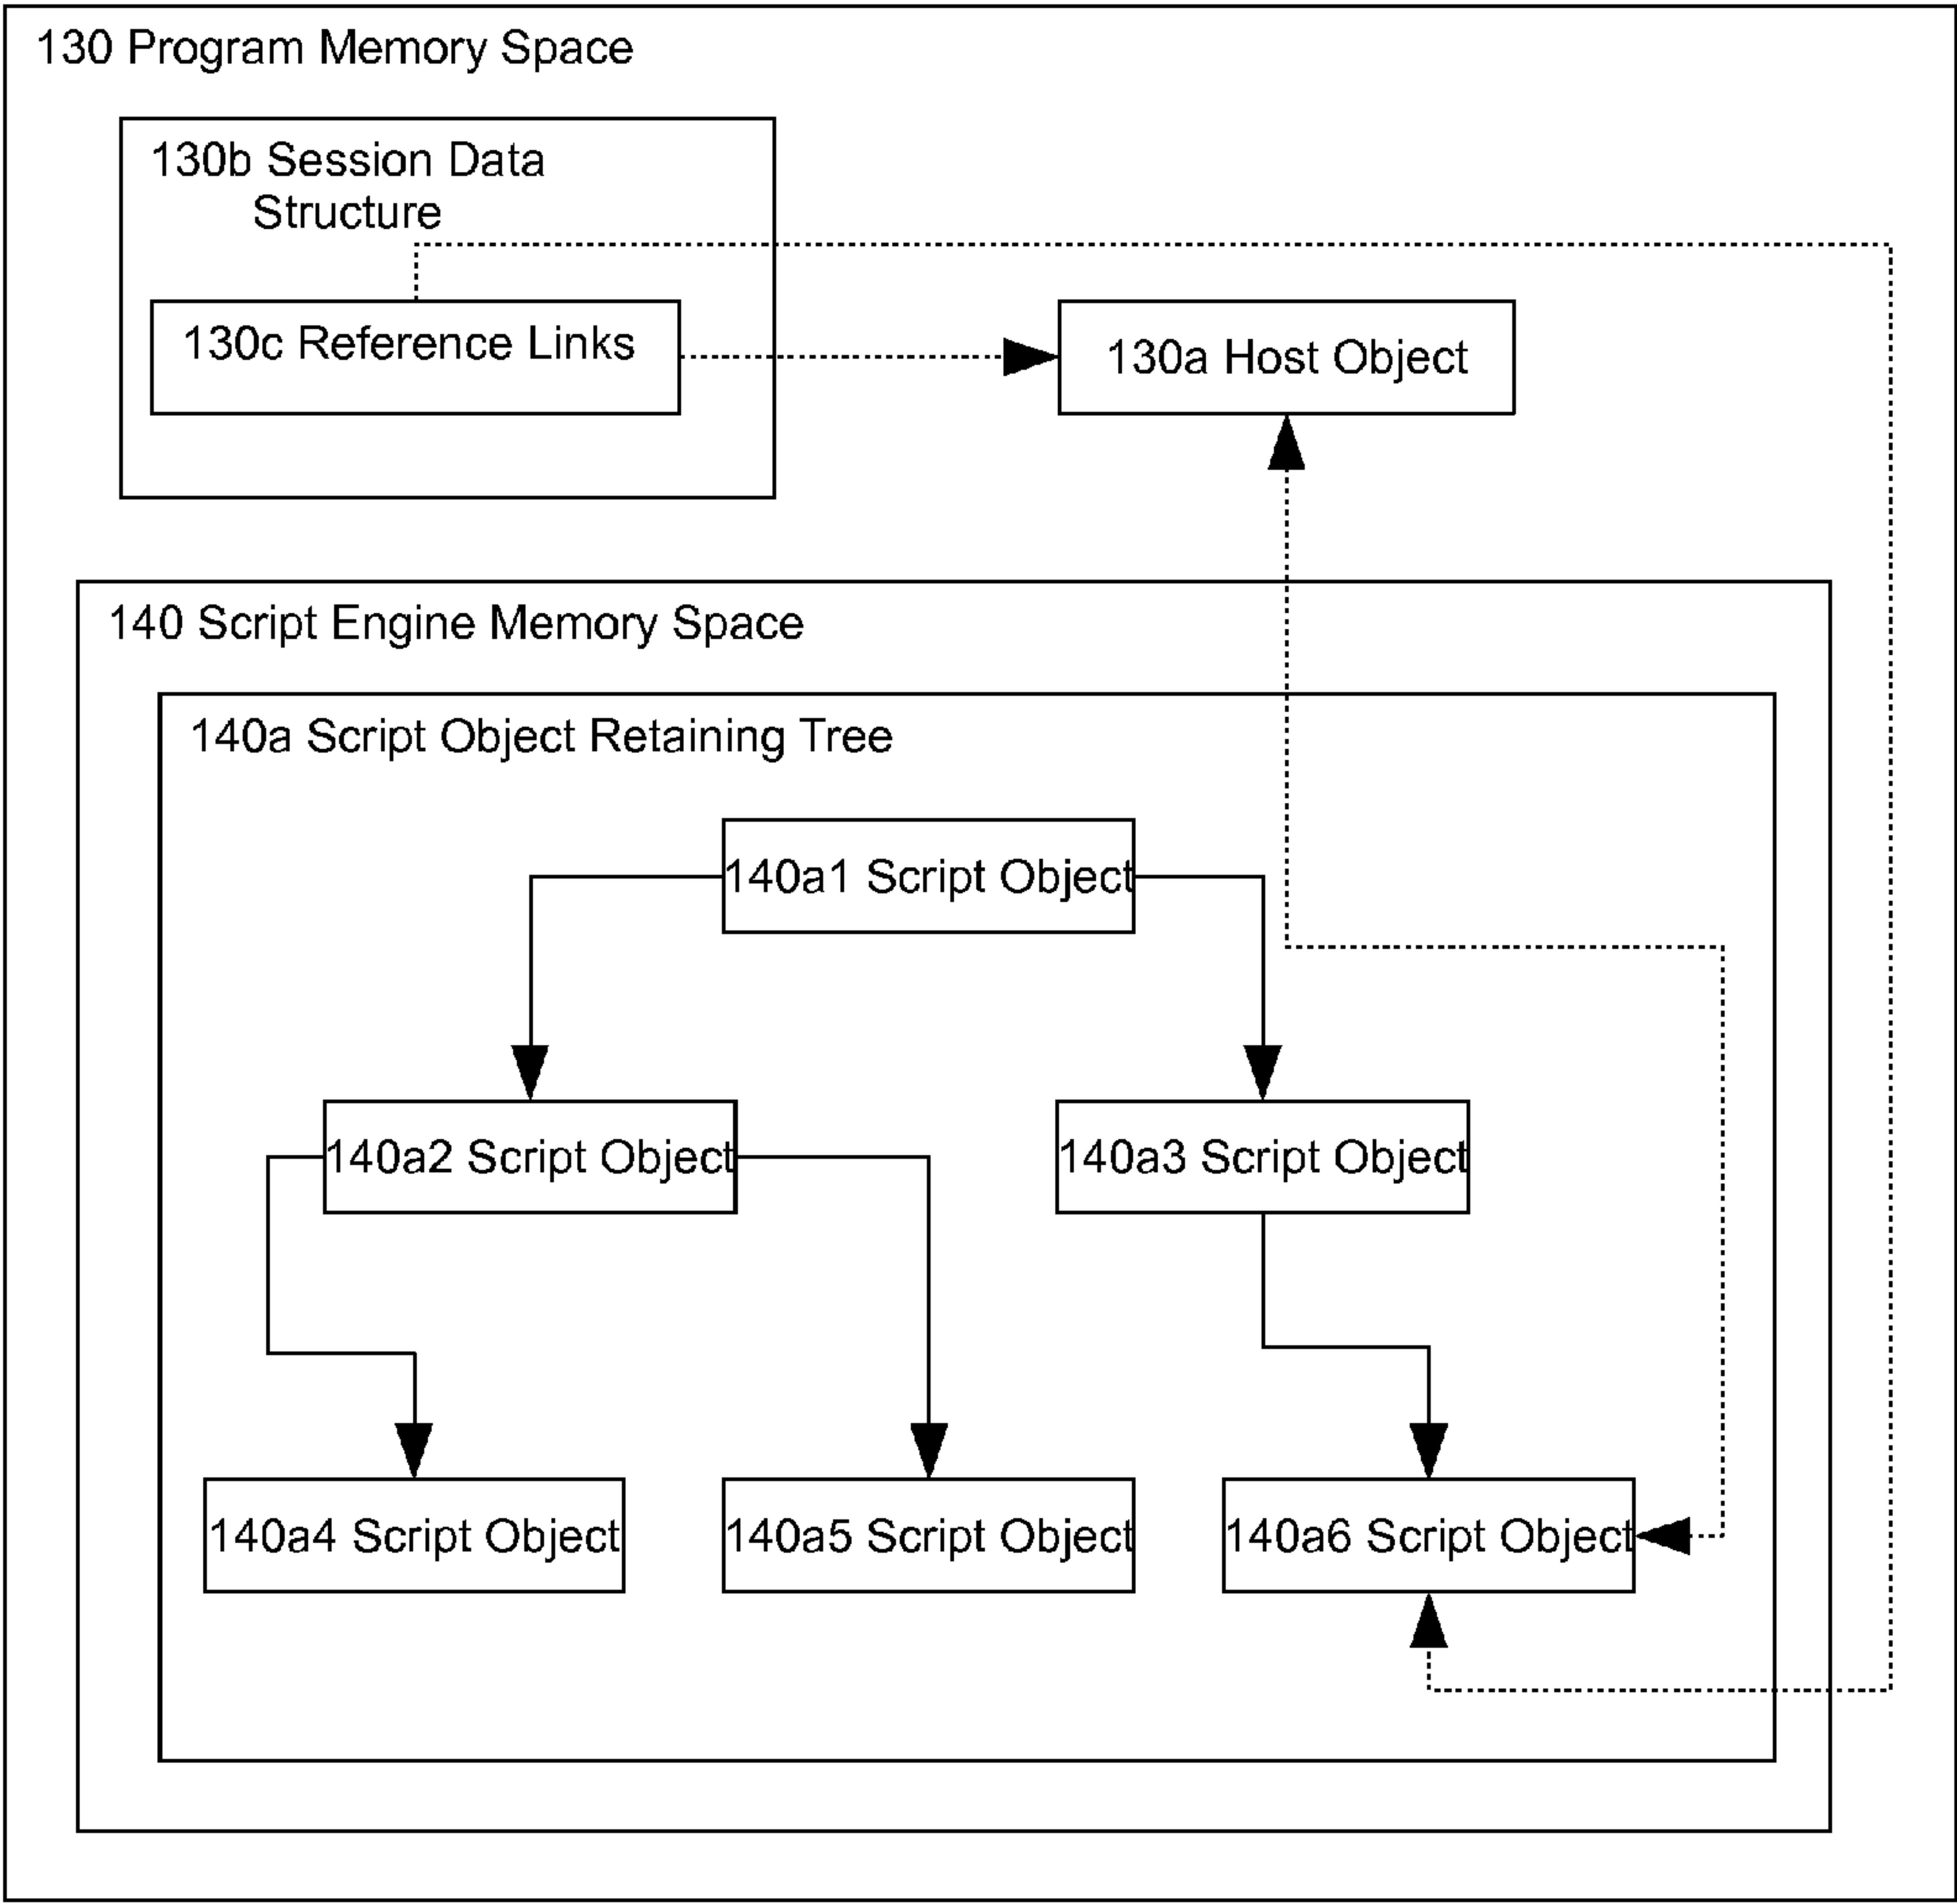 130 Program Memory Space
130b Session Data
Structure
130c Reference Links
130a Host Object
140 Script Engine Memory Space
140a Script Object Retaining Tree
140a1 Script Object
140a2 Script Object
140a3 Script Object
140a4 Script Object
140a5 Script Object
140a6 Script Object